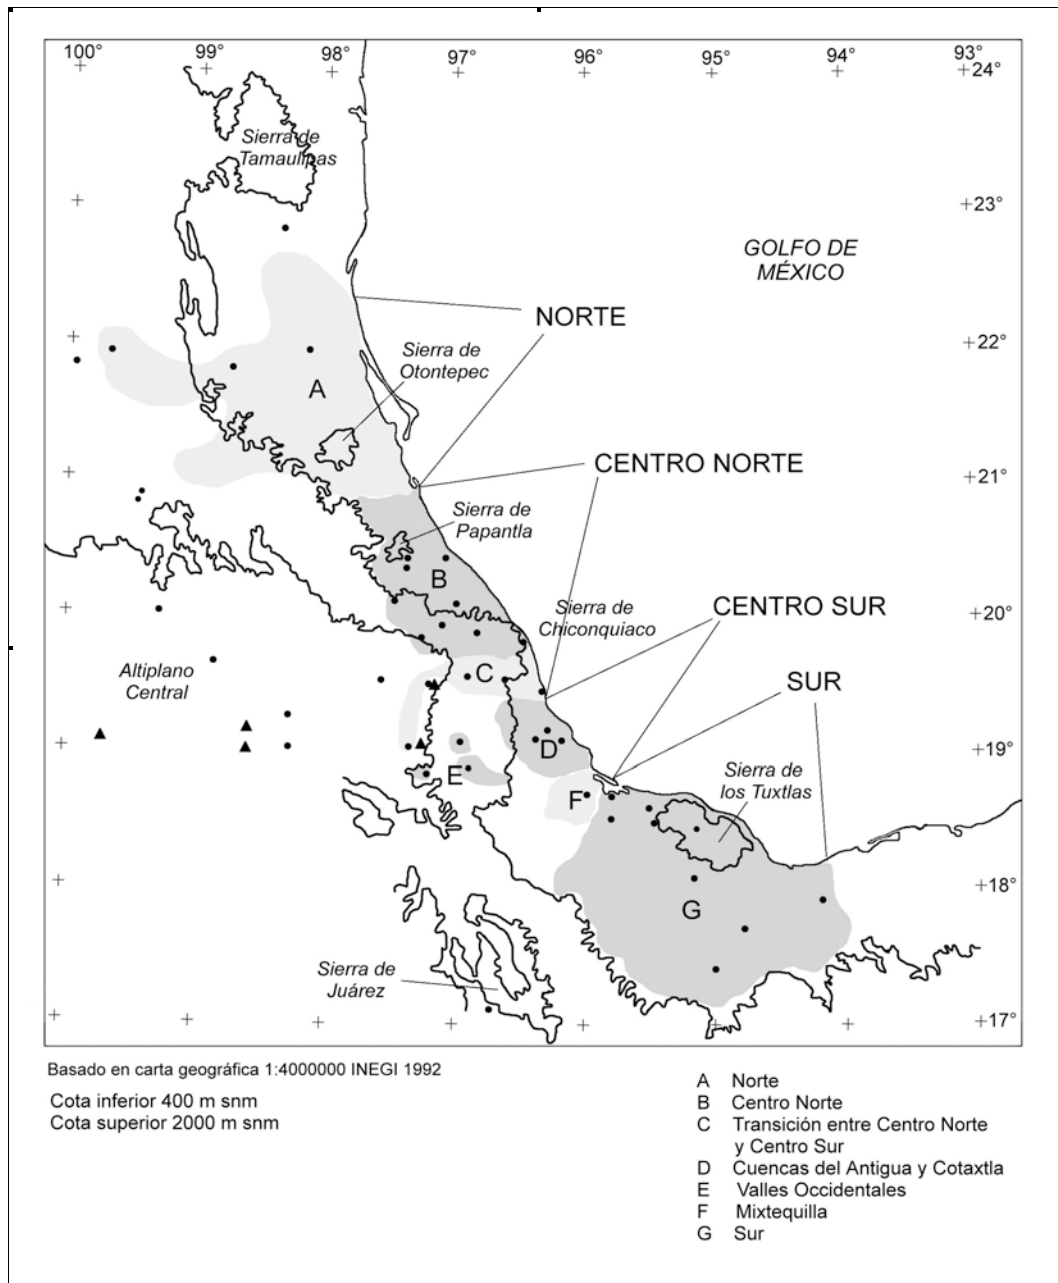 100°
99°
98°
97°
96°
95°
94°
93°
24°
Sierra de
Tamaulipas
23°
GOLFO DE
MÉXICO
NORTE
22°
Sierra de
Otontepec
A
CENTRO NORTE
21°
Sierra de
Papantla
B
CENTRO SUR
20°
Sierra de
Chiconquiaco
Altiplano
Central
C
SUR
19°
D
E
Sierra de
los Tuxtlas
F
18°
G
Sierra de
Juárez
17°
Basado en carta geográfica 1:4000000 INEGI 1992
Cota inferior 400 m snm
Cota superior 2000 m snm
A Norte
B Centro Norte
C Transición entre Centro Norte
y Centro Sur
D Cuencas del Antigua y Cotaxtla
E Valles Occidentales
F Mixtequilla
G Sur